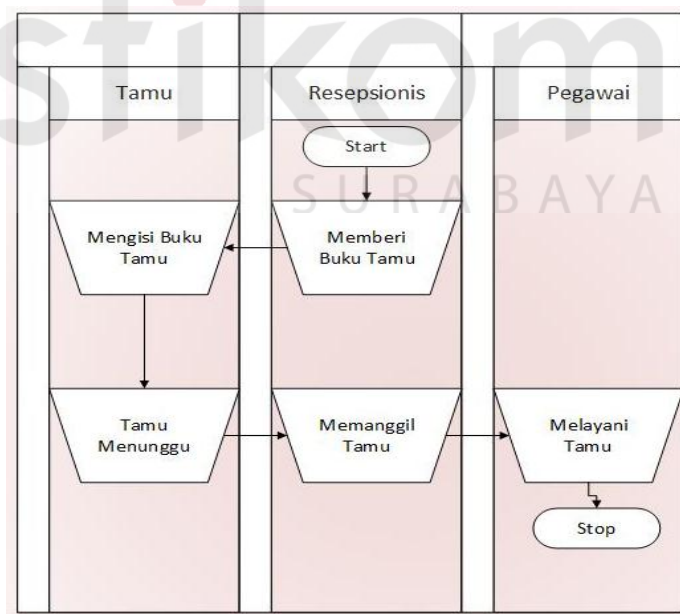 stikom
SURABAYA
Tamu
Resepsionis
Pegawai
Start
Mengisi Buku
Tamu
Memberi
Buku Tamu
Tamu
Menunggu
Memanggil
Tamu
Melayani
Tamu
Stop